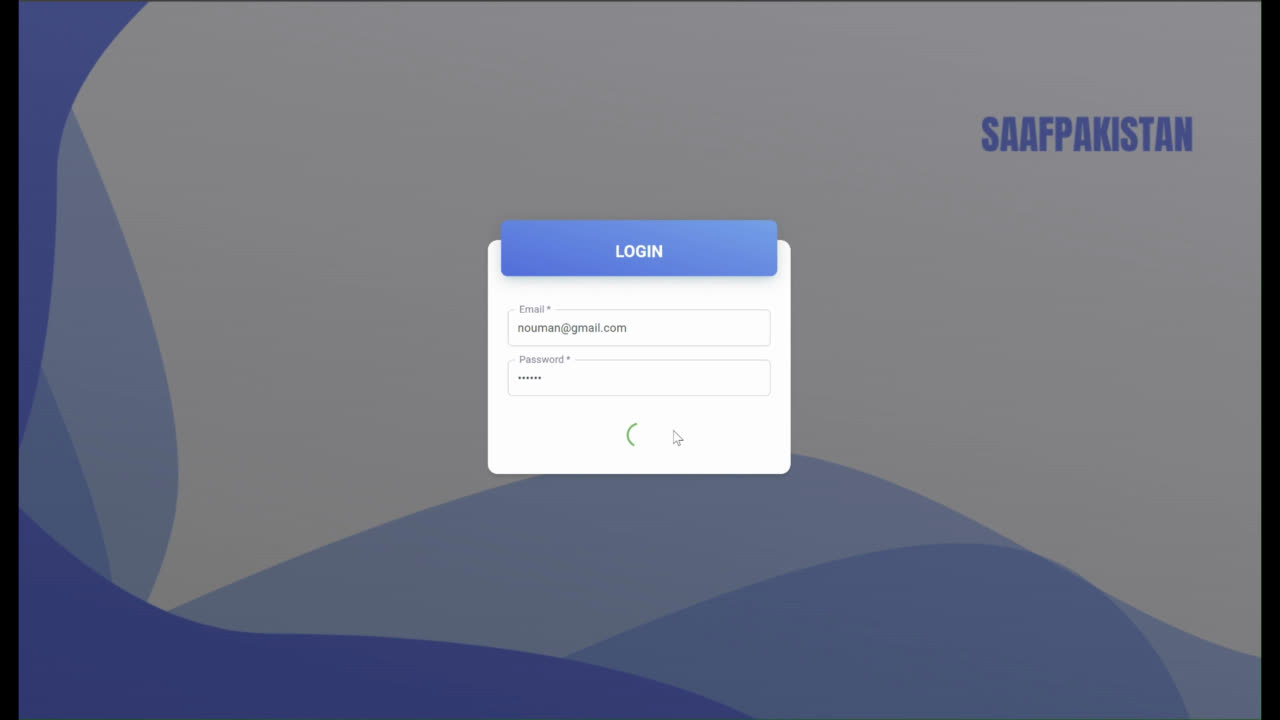 SAAFPAKISTAN
LOGIN
Email *
nouman@gmail.com
Password *
••••••